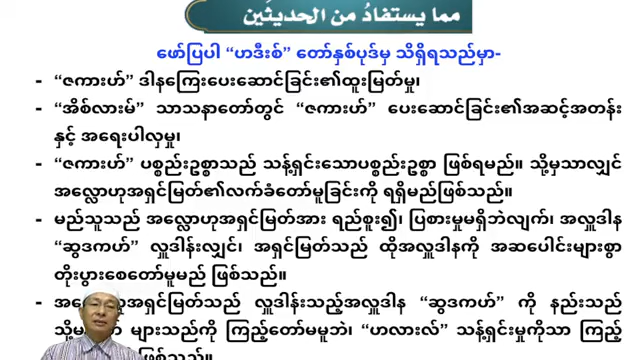 مما يستفادُ من الحديثُين
ဖော်ပြပါ “ဟဒီးစ်” တော်နှစ်ပုဒ်မှ သိရှိရသည်မှာ-
- “ဇကားဟ်” ဒါနကြေးပေးဆောင်ခြင်း၏ထူးမြတ်မှု၊
- “အိစ်လားမ်” သာသနာတော်တွင် “ဇကားဟ်” ပေးဆောင်ခြင်း၏အဆင့်အတန်း
နှင့် အရေးပါလှမှု၊
- “ဇကားဟ်” ပစ္စည်းဥစ္စာသည် သန့်ရှင်းသောပစ္စည်းဥစ္စာ ဖြစ်ရမည်။ သို့မှသာလျှင်
အလ္လောဟုအရှင်မြတ်၏လက်ခံတော်မူခြင်းကို ရရှိမည်ဖြစ်သည်။
- မည်သူသည် အလ္လောဟုအရှင်မြတ်အား ရည်စူး၍၊ ပြစားမှုမရှိဘဲလျက်၊ အလှူဒါန
“ဆွဒကဟ်” လှူဒါန်းလျှင်၊ အရှင်မြတ်သည် ထိုအလှူဒါနကို အဆပေါင်းများစွာ
တိုးပွားစေတော်မူမည် ဖြစ်သည်။
- အလ္လောဟုအရှင်မြတ်သည် လှူဒါန်းသည့်အလှူဒါန “ဆွဒကဟ်” ကို နည်းသည်
များသည်ကို ကြည့်တော်မမူဘဲ၊ “ဟလားလ်” သန့်ရှင်းမှုကိုသာ ကြည့်
ဖြစ်သည်။